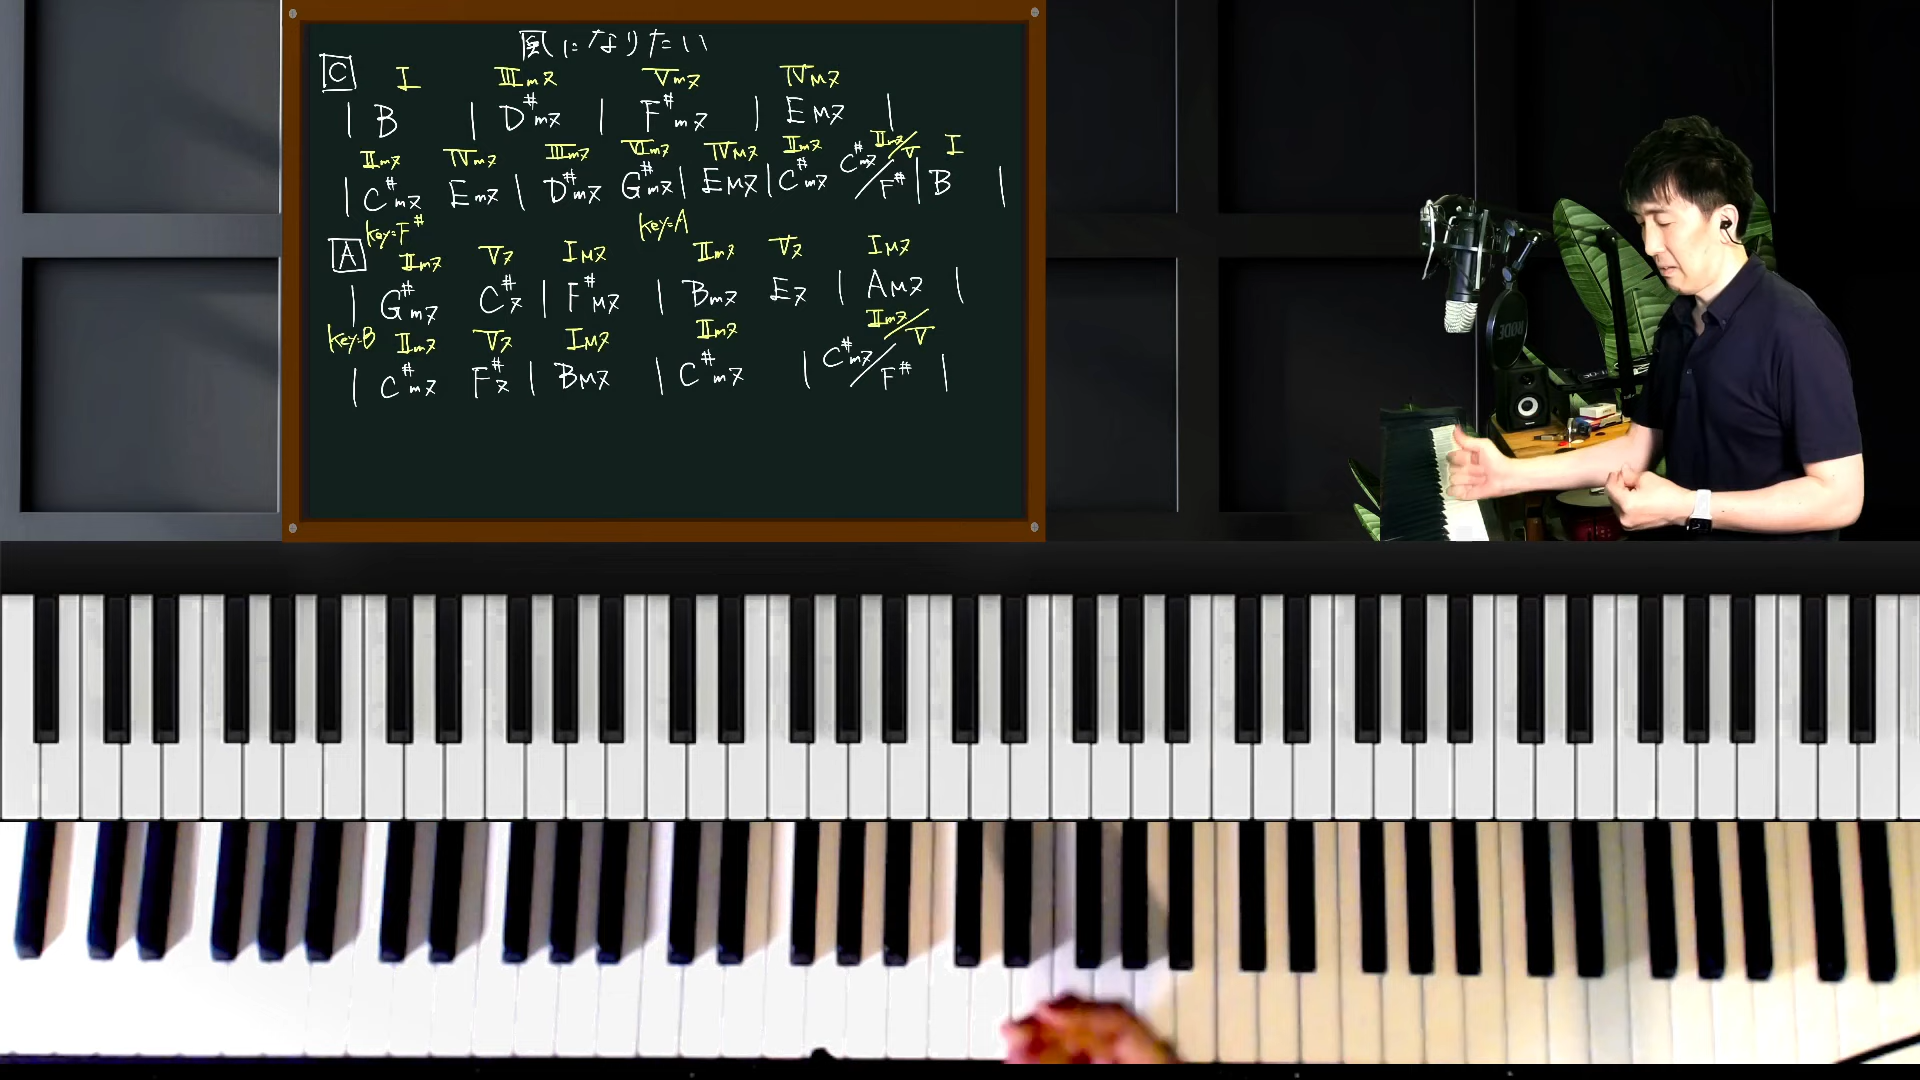 風になりたい
C I IIIm7 Vm7 IVM7
| B | D#m7 | F#m7 | EM7 |
IIm7 IVm7 IIIm7 VIm7 IVM7 IIm7 IIm7/V I
| C#m7 Em7 | D#m7 G#m7 | EM7 | C#m7 C#m7/F# | B |
key=F# key=A
A IIm7 V7 IM7 IIm7 V7 IM7
| G#m7 C#7 | F#M7 | Bm7 E7 | AM7 |
key=B IIm7 V7 IM7 IIm7 IIm7/V
| C#m7 F#7 | BM7 | C#m7 | C#m7/F# |
RODE